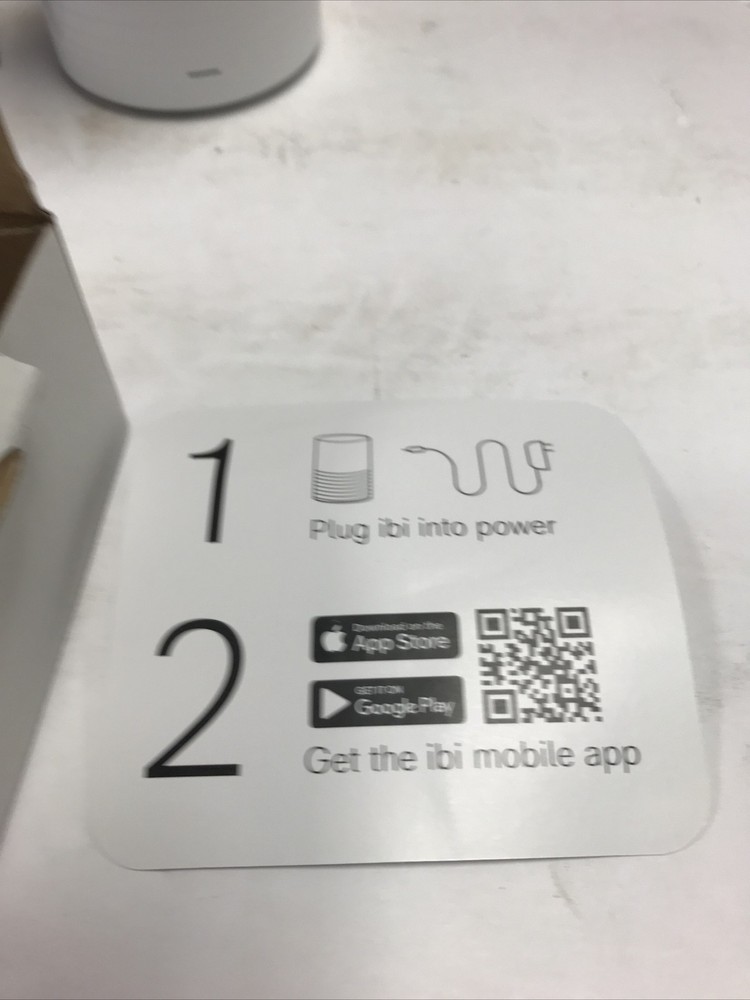 1
Plug ibi into power
2
Download on the
App Store
GET IT ON
Google Play
Get the ibi mobile app